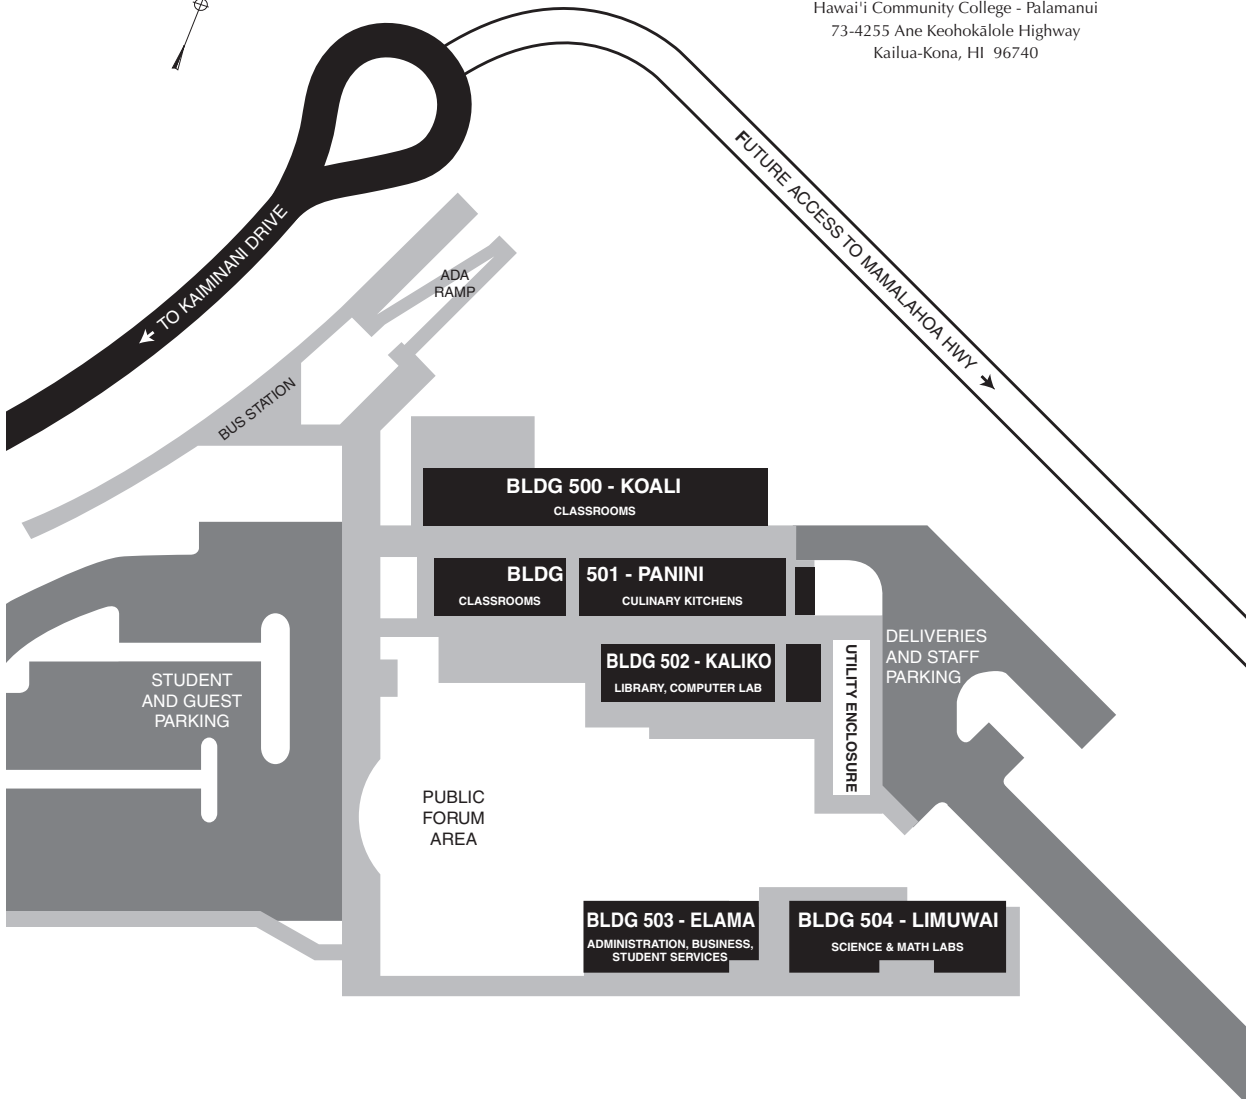 Hawai'i Community College - Palamanui
73-4255 Ane Keohokālole Highway
Kailua-Kona, HI  96740
FUTURE ACCESS TO MAMALAHOA HWY
TO KAIMINANI DRIVE
ADA
RAMP
BUS STATION
BLDG 500 - KOALI
CLASSROOMS
BLDG 501 - PANINI
CLASSROOMS
CULINARY KITCHENS
BLDG 502 - KALIKO
LIBRARY, COMPUTER LAB
UTILITY ENCLOSURE
DELIVERIES
AND STAFF
PARKING
STUDENT
AND GUEST
PARKING
PUBLIC
FORUM
AREA
BLDG 503 - ELAMA
ADMINISTRATION, BUSINESS,
STUDENT SERVICES
BLDG 504 - LIMUWAI
SCIENCE & MATH LABS